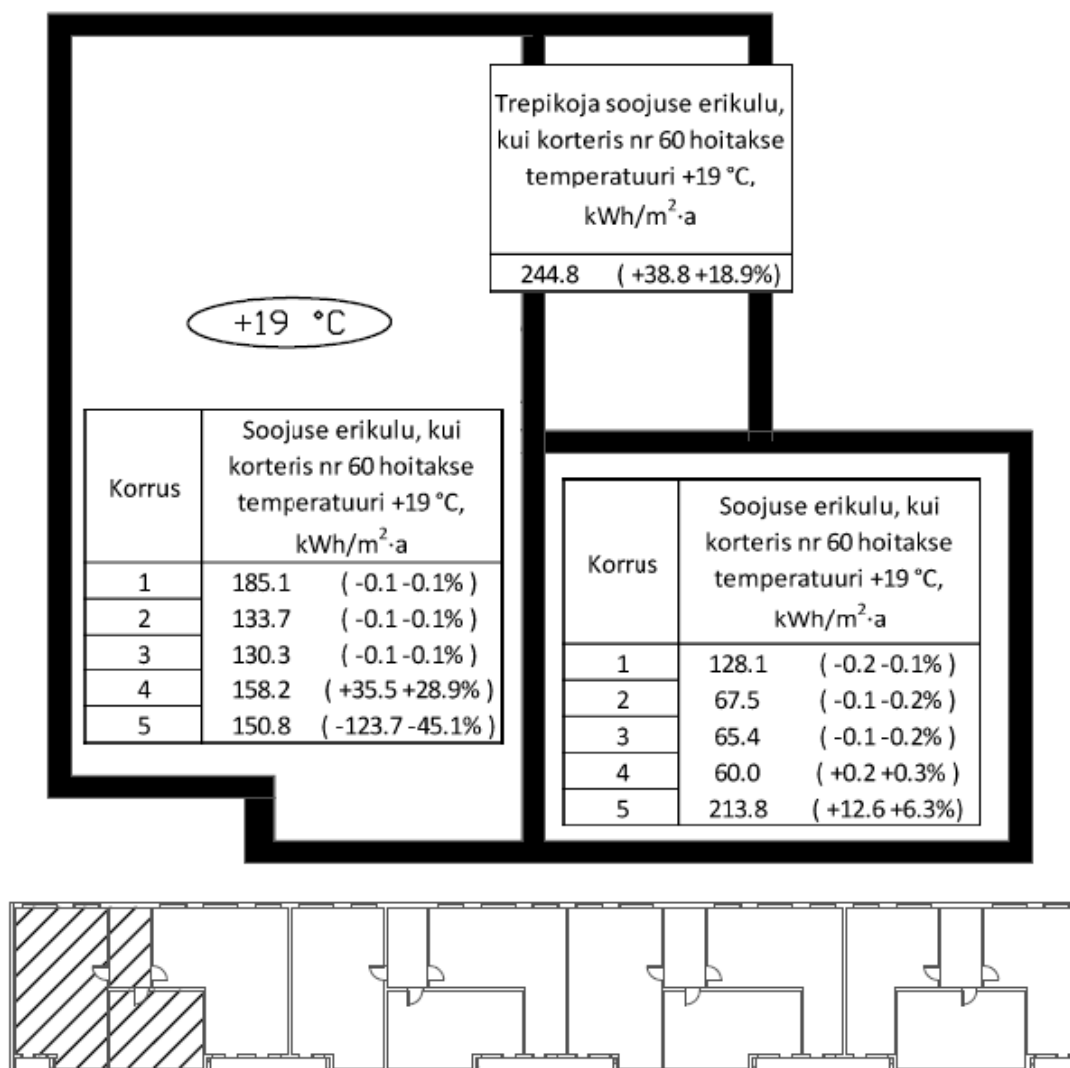 Trepikoja soojuse erikulu,
kui korteris nr 60 hoitakse
temperatuuri +19 °C,
kWh/m²·a
244.8 ( +38.8 +18.9%)
+19 °C
Korrus
Soojuse erikulu, kui
korteris nr 60 hoitakse
temperatuuri +19 °C,
kWh/m²·a
1 185.1 ( -0.1 -0.1% )
2 133.7 ( -0.1 -0.1% )
3 130.3 ( -0.1 -0.1% )
4 158.2 ( +35.5 +28.9% )
5 150.8 ( -123.7 -45.1% )
Korrus
Soojuse erikulu, kui
korteris nr 60 hoitakse
temperatuuri +19 °C,
kWh/m²·a
1 128.1 ( -0.2 -0.1% )
2 67.5 ( -0.1 -0.2% )
3 65.4 ( -0.1 -0.2% )
4 60.0 ( +0.2 +0.3% )
5 213.8 ( +12.6 +6.3%)